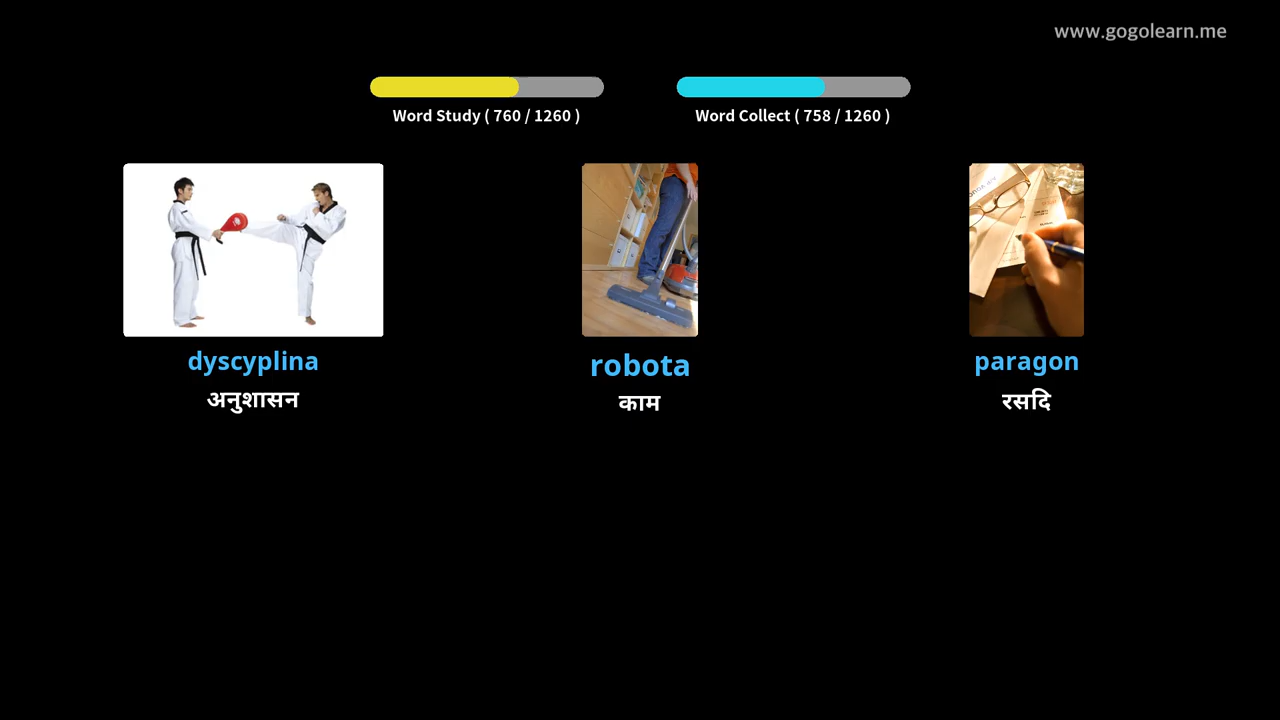 www.gogolearn.me
Word Study ( 760 / 1260 )
Word Collect ( 758 / 1260 )
dyscyplina
अनुशासन
robota
काम
paragon
रसदि